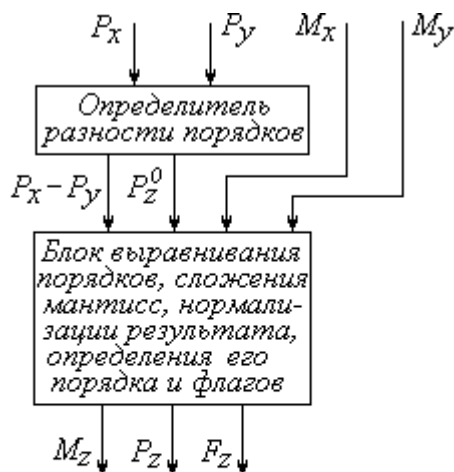 Px Py Mx My
Определитель
разности порядков
Px − Py P⁰z
Блок выравнивания
порядков, сложения
мантисс, нормали-
зации результата,
определения его
порядка и флагов
Mz Pz Fz